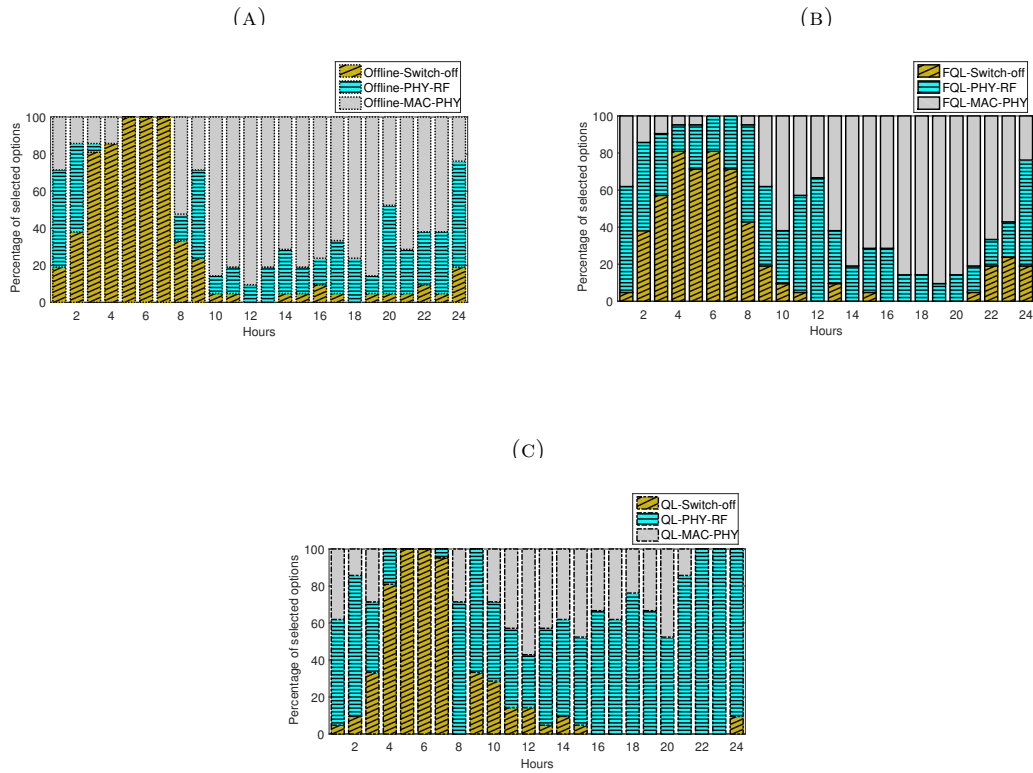 (A)
Offline-Switch-off
Offline-PHY-RF
Offline-MAC-PHY
Percentage of selected options
100
80
60
40
20
0
2 4 6 8 10 12 14 16 18 20 22 24
Hours
(B)
FQL-Switch-off
FQL-PHY-RF
FQL-MAC-PHY
Percentage of selected options
100
80
60
40
20
0
2 4 6 8 10 12 14 16 18 20 22 24
Hours
(C)
QL-Switch-off
QL-PHY-RF
QL-MAC-PHY
Percentage of selected options
100
80
60
40
20
0
2 4 6 8 10 12 14 16 18 20 22 24
Hours